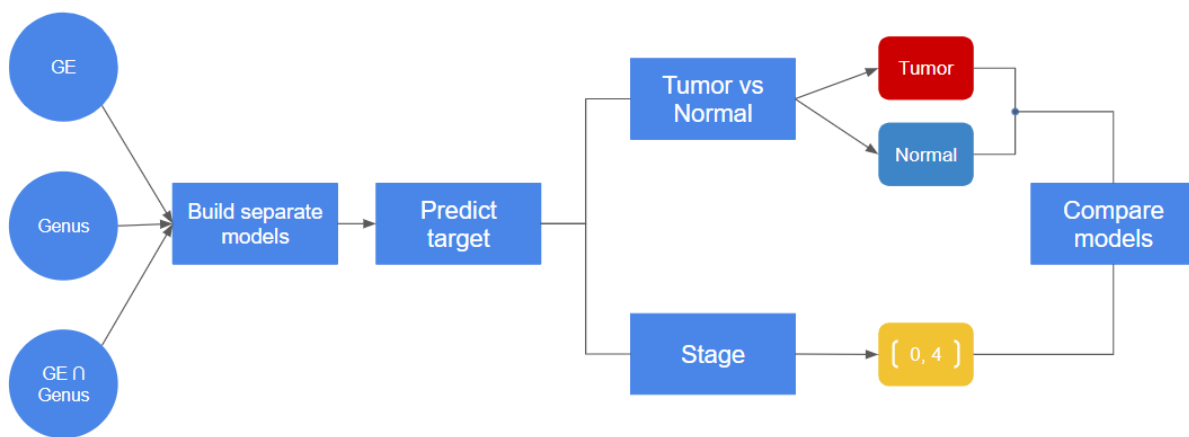 GE
Genus
GE ∩
Genus
Build separate
models
Predict
target
Tumor vs
Normal
Tumor
Normal
Stage
[ 0, 4 ]
Compare
models